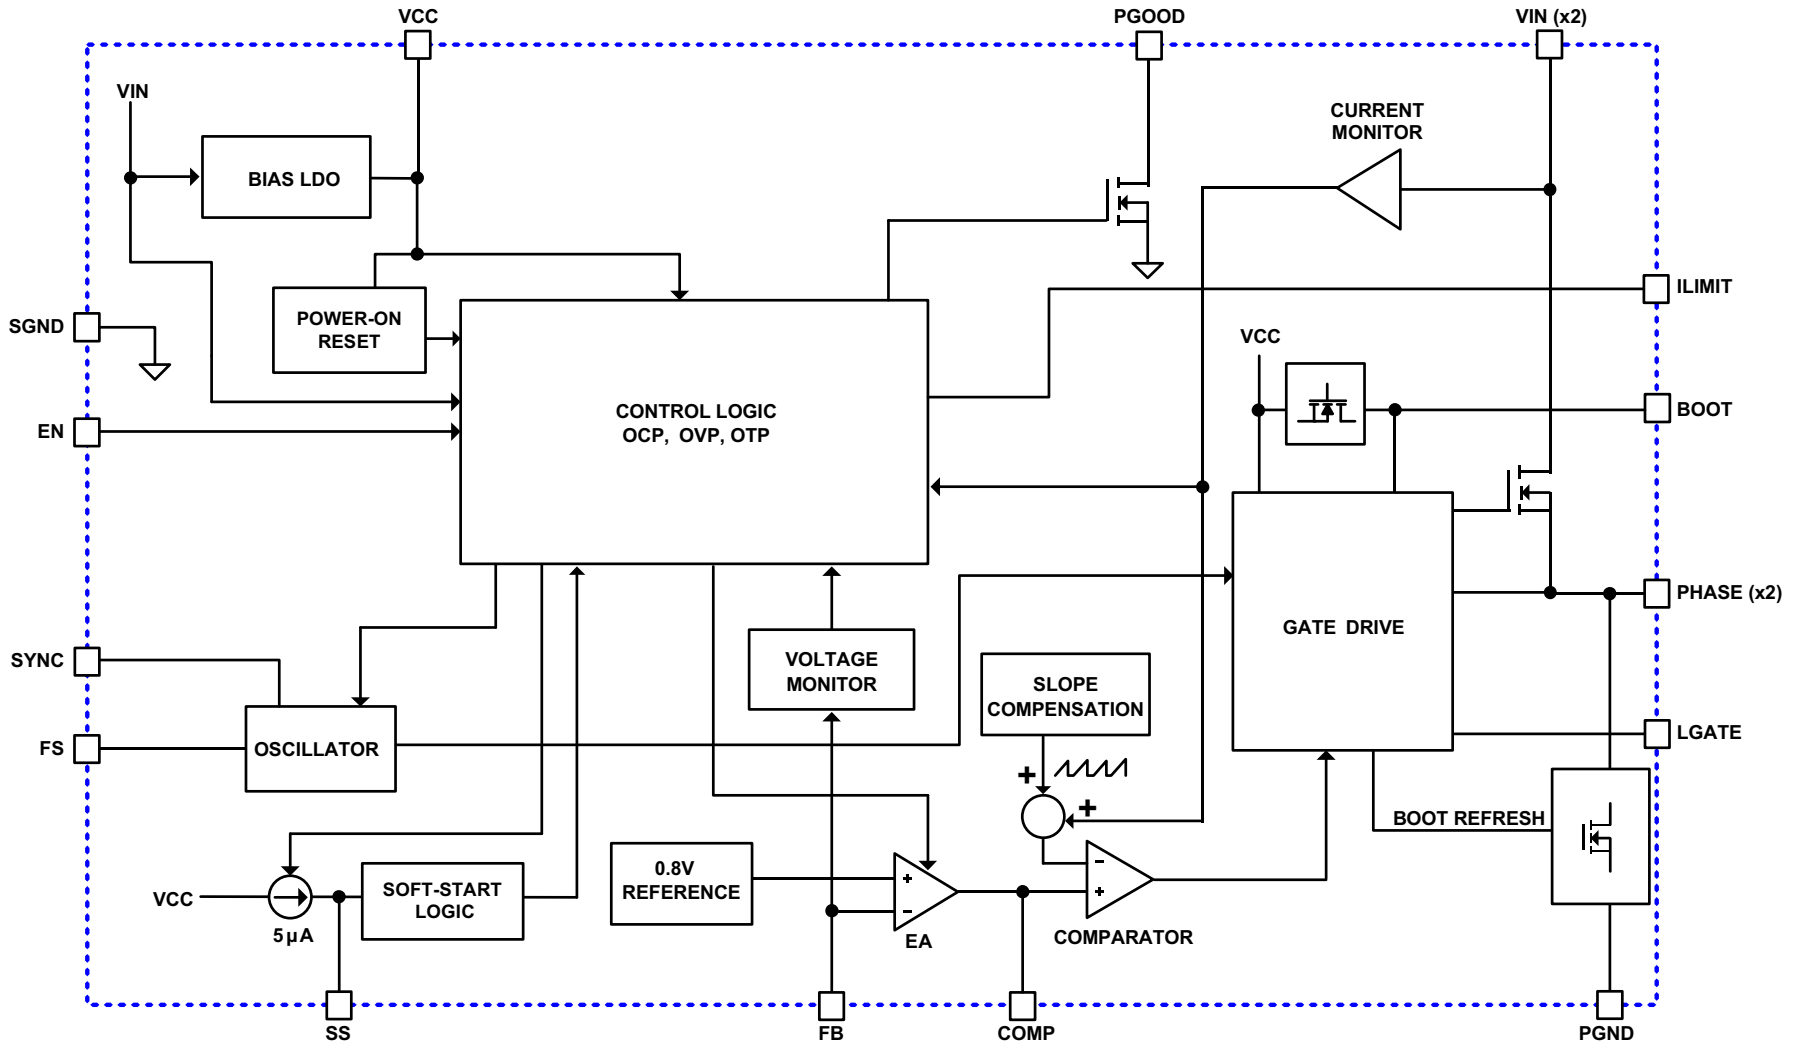 VCC
PGOOD
VIN (x2)
VIN
CURRENT
MONITOR
BIAS LDO
ILIMIT
SGND
POWER-ON
RESET
VCC
CONTROL LOGIC
OCP, OVP, OTP
BOOT
EN
PHASE (x2)
GATE DRIVE
SYNC
VOLTAGE
MONITOR
SLOPE
COMPENSATION
FS
OSCILLATOR
LGATE
+
+
BOOT REFRESH
0.8V
REFERENCE
+
−
EA
−
+
COMPARATOR
VCC
5µA
SOFT-START
LOGIC
SS
FB
COMP
PGND